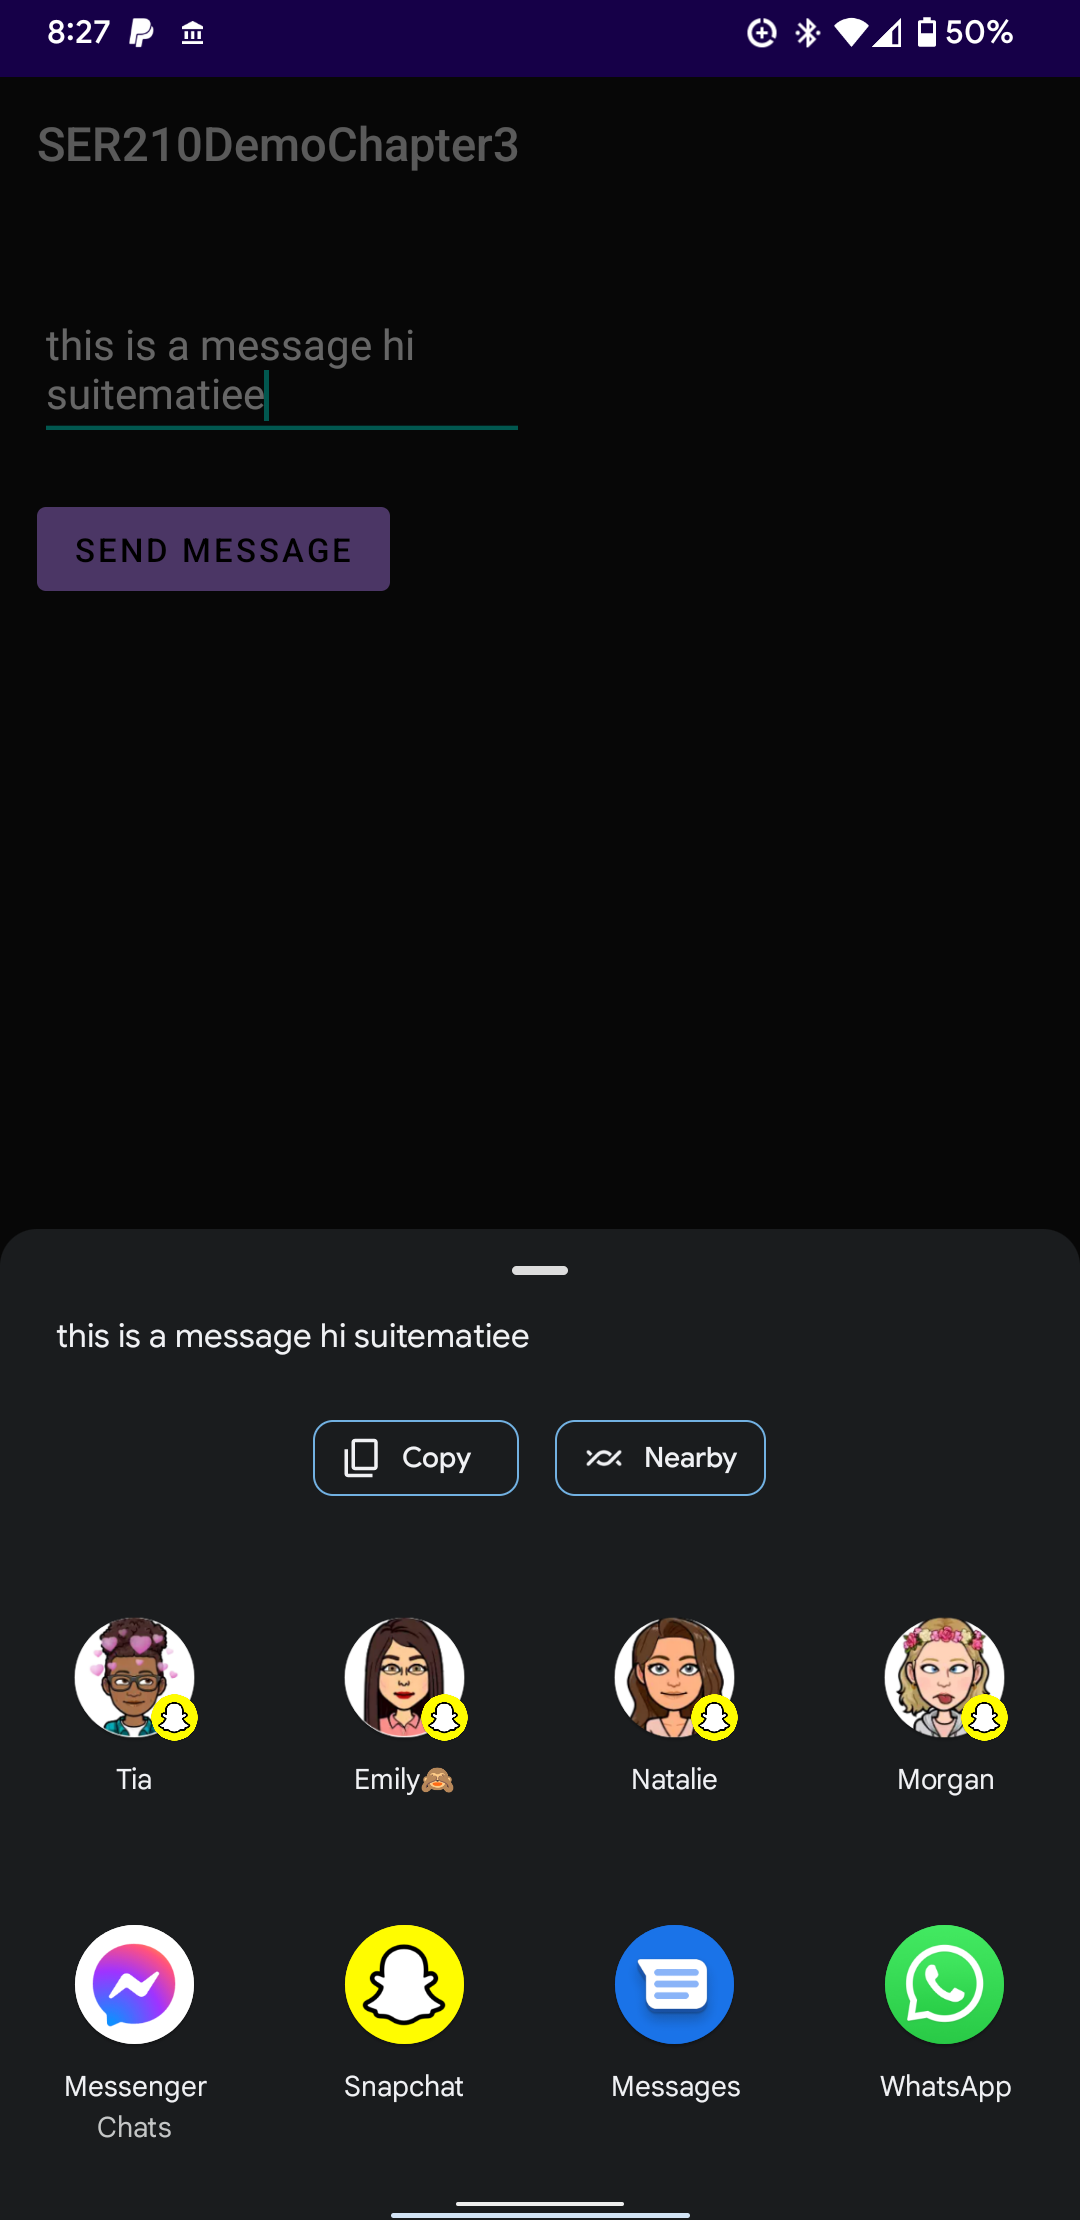 8:27 50%
SER210DemoChapter3
this is a message hi
suitematiee
SEND MESSAGE
this is a message hi suitematiee
Copy Nearby
Tia Emily🙈 Natalie Morgan
Messenger Snapchat Messages WhatsApp
Chats